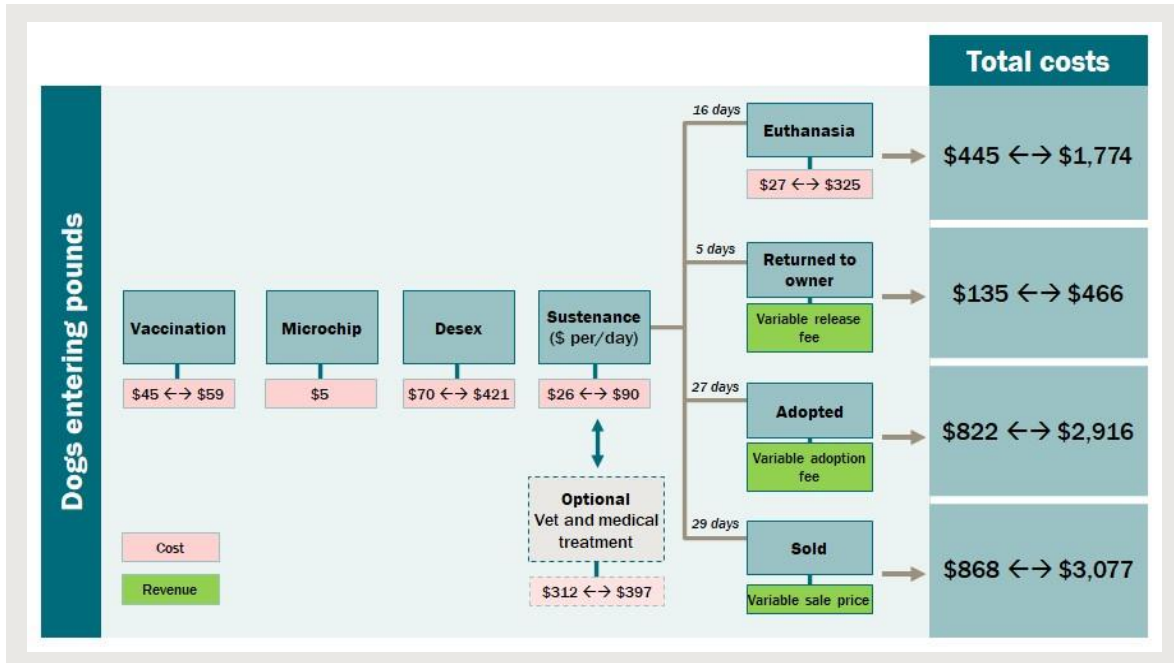 Total costs
Dogs entering pounds
Vaccination
$45 ←→ $59
Microchip
$5
Desex
$70 ←→ $421
Sustenance
($ per/day)
$26 ←→ $90
Optional
Vet and medical
treatment
$312 ←→ $397
16 days
Euthanasia
$27 ←→ $325
$445 ←→ $1,774
5 days
Returned to
owner
Variable release
fee
$135 ←→ $466
27 days
Adopted
Variable adoption
fee
$822 ←→ $2,916
29 days
Sold
Variable sale price
$868 ←→ $3,077
Cost
Revenue